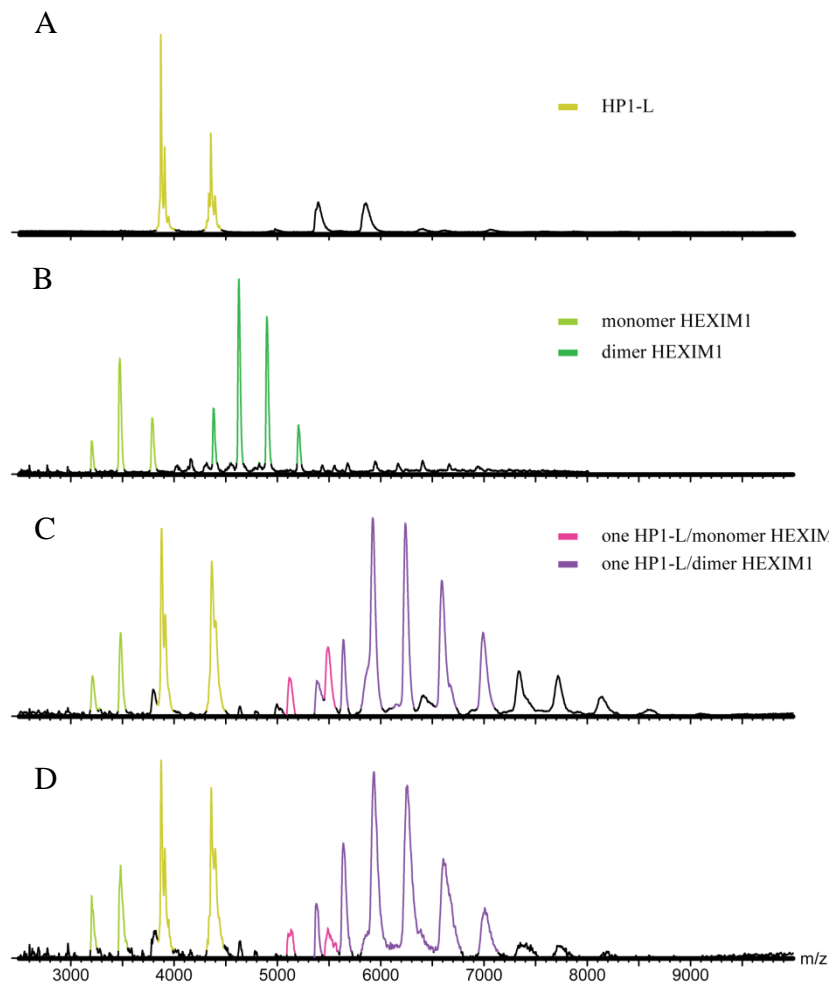 A
HP1-L
B
monomer HEXIM1
dimer HEXIM1
C
one HP1-L/monomer HEXIM
one HP1-L/dimer HEXIM1
D
3000 4000 5000 6000 7000 8000 9000 m/z